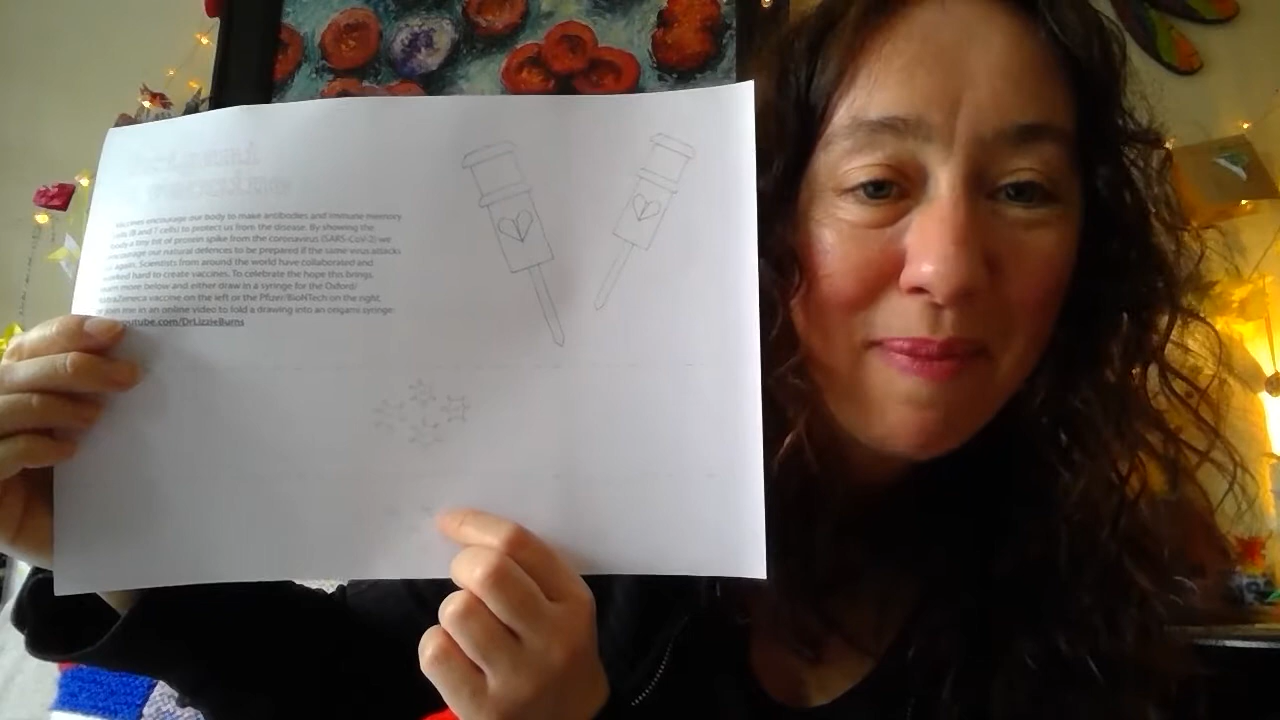 vaccines encourage our body to make antibodies and immune memory
cells (B and T cells) to protect us from the disease. By showing the
body a tiny bit of protein spike from the coronavirus (SARS-CoV-2) we
encourage our natural defences to be prepared if the same virus attacks
again. Scientists from around the world have collaborated and
worked hard to create vaccines. To celebrate the hope this brings,
learn more below and either draw in a syringe for the Oxford/
AstraZeneca vaccine on the left or the Pfizer/BioNTech on the right,
or join me in an online video to fold a drawing into an origami syringe:
youtube.com/DrLizzieBurns